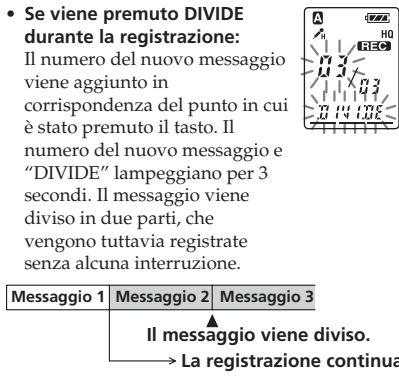 • Se viene premuto DIVIDE
durante la registrazione:
Il numero del nuovo messaggio
viene aggiunto in
corrispondenza del punto in cui
è stato premuto il tasto. Il
numero del nuovo messaggio e
“DIVIDE” lampeggiano per 3
secondi. Il messaggio viene
diviso in due parti, che
vengono tuttavia registrate
senza alcuna interruzione.
A
H HQ
REC
03/03
DIVIDE
Messaggio 1 Messaggio 2 Messaggio 3
Il messaggio viene diviso.
La registrazione continua